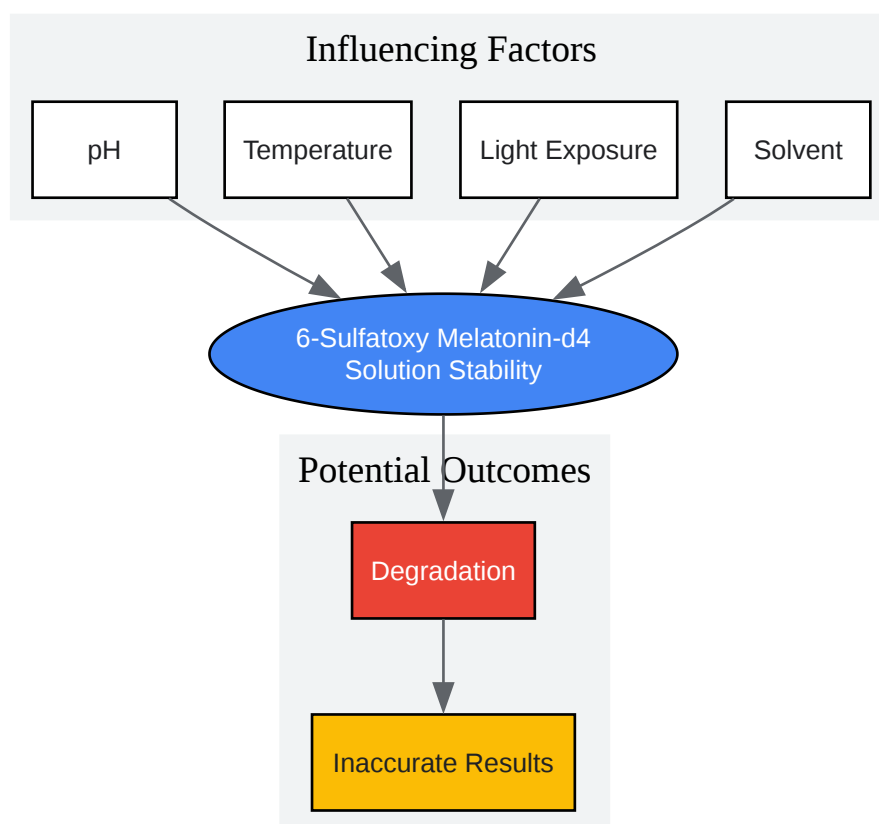 Influencing Factors
pH
Temperature
Light Exposure
Solvent
6-Sulfatoxy Melatonin-d4
Solution Stability
Potential Outcomes
Degradation
Inaccurate Results